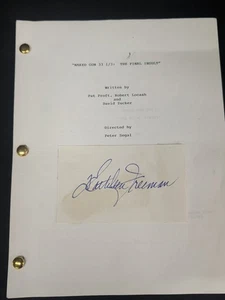 "NAKED GUN 33 1/3: THE FINAL INSULT"
Written by
Pat Proft, Robert LoCash
and
David Zucker
Directed by
Peter Segal
Kathleen Freeman